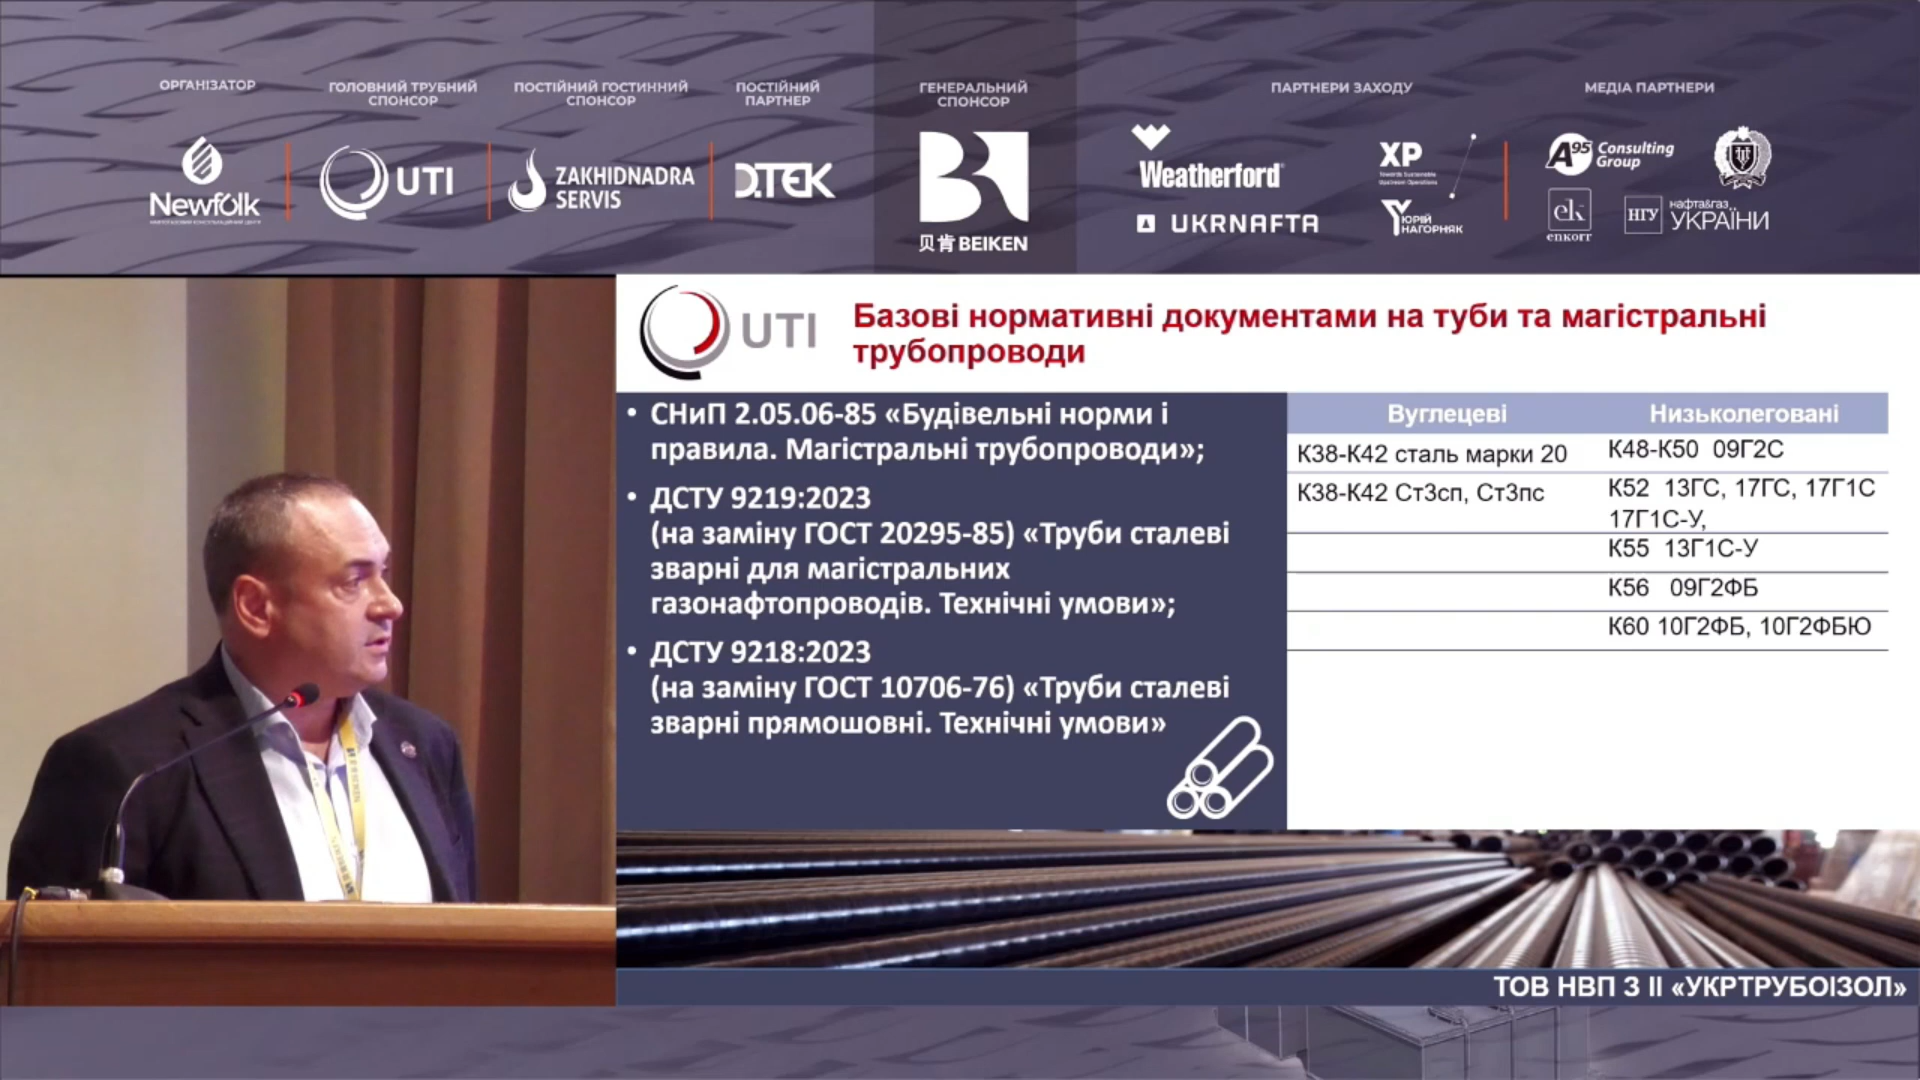 ОРГАНІЗАТОР
ГОЛОВНИЙ ТРУБНИЙ
СПОНСОР
ПОСТІЙНИЙ ГОСТИННИЙ
СПОНСОР
ПОСТІЙНИЙ
ПАРТНЕР
ГЕНЕРАЛЬНИЙ
СПОНСОР
ПАРТНЕРИ ЗАХОДУ
МЕДІА ПАРТНЕРИ
Newfolk
UTI
ZAKHIDNADRA
SERVIS
DTEK
贝肯 BEIKEN
Weatherford
UKRNAFTA
XP
Towards Sustainable
Upstream Operations
ЮРІЙ
НАГОРНЯК
A95 Consulting
Group
ek
enkorr
НГУ
нафта&газ
УКРАЇНИ
UTI
Базові нормативні документами на туби та магістральні
трубопроводи
• СНиП 2.05.06-85 «Будівельні норми і
правила. Магістральні трубопроводи»;
• ДСТУ 9219:2023
(на заміну ГОСТ 20295-85) «Труби сталеві
зварні для магістральних
газонафтопроводів. Технічні умови»;
• ДСТУ 9218:2023
(на заміну ГОСТ 10706-76) «Труби сталеві
зварні прямошовні. Технічні умови»
Вуглецеві Низьколеговані
К38-К42 сталь марки 20 К48-К50 09Г2С
К38-К42 Ст3сп, Ст3пс К52 13ГС, 17ГС, 17Г1С
17Г1С-У,
К55 13Г1С-У
К56 09Г2ФБ
К60 10Г2ФБ, 10Г2ФБЮ
ТОВ НВП З ІІ «УКРТРУБОІЗОЛ»